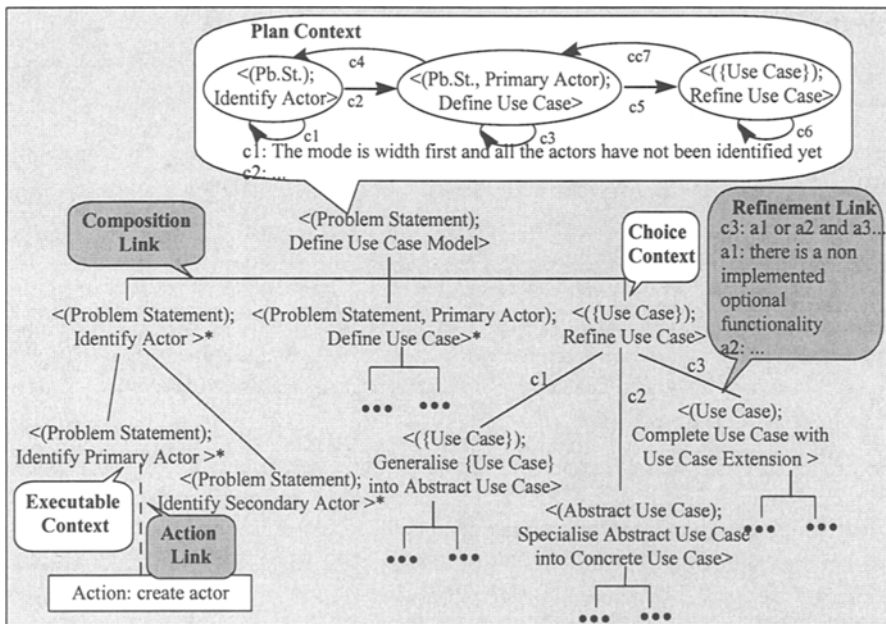 Plan Context
c4
cc7
<(Pb.St.);
Identify Actor>
c2
<(Pb.St., Primary Actor);
Define Use Case>
c5
<({Use Case});
Refine Use Case>
c1
c3
c6
c1: The mode is width first and all the actors have not been identified yet
c2: ...
Composition
Link
<(Problem Statement);
Define Use Case Model>
Choice
Context
Refinement Link
c3: a1 or a2 and a3...
a1: there is a non
implemented
optional
functionality
a2: ...
<(Problem Statement);
Identify Actor >*
<(Problem Statement, Primary Actor);
Define Use Case>*
<({Use Case});
Refine Use Case>
c1
c2
c3
<(Problem Statement);
Identify Primary Actor >*
<(Problem Statement);
Identify Secondary Actor >*
<({Use Case});
Generalise {Use Case}
into Abstract Use Case>
<(Use Case);
Complete Use Case with
Use Case Extension >
Executable
Context
Action
Link
<(Abstract Use Case);
Specialise Abstract Use Case
into Concrete Use Case>
Action: create actor